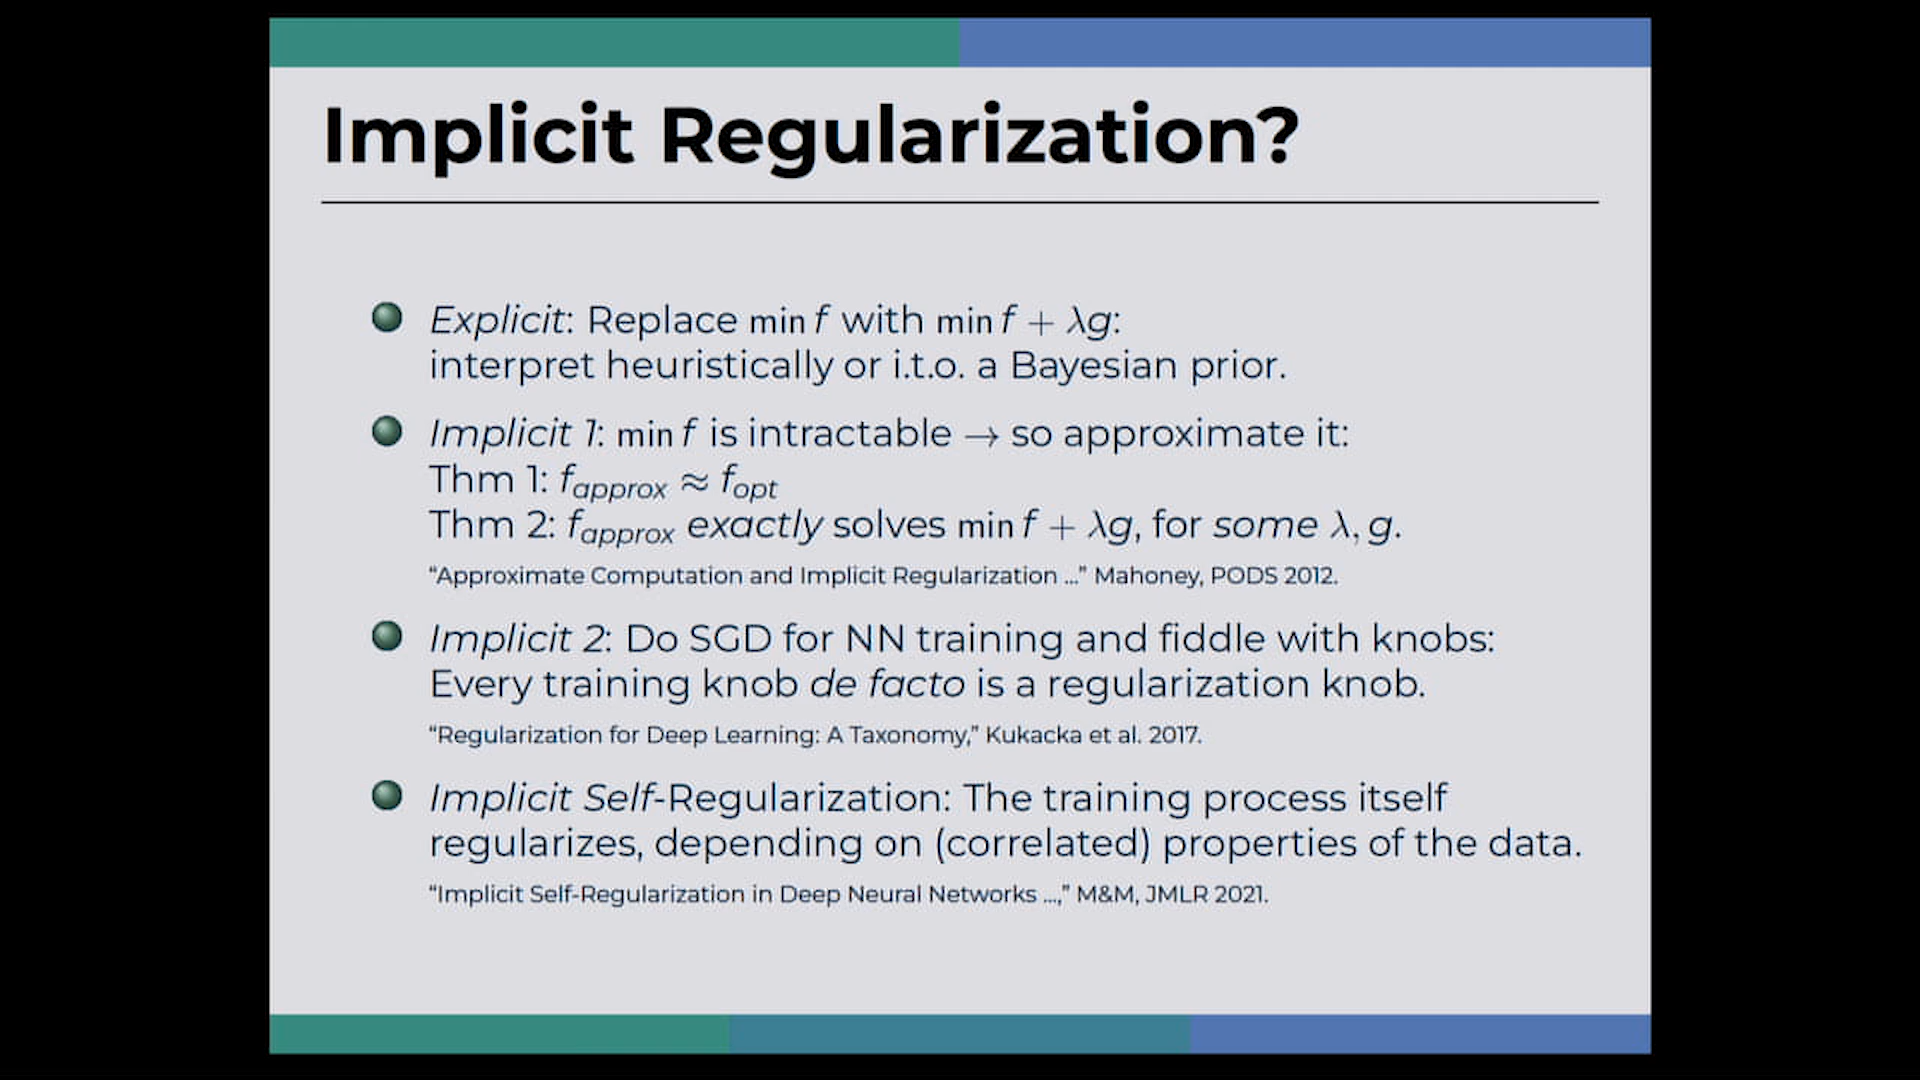 Implicit Regularization?
Explicit: Replace min f with min f + λg:
interpret heuristically or i.t.o. a Bayesian prior.
Implicit 1: min f is intractable → so approximate it:
Thm 1: f_approx ≈ f_opt
Thm 2: f_approx exactly solves min f + λg, for some λ, g.
“Approximate Computation and Implicit Regularization ...” Mahoney, PODS 2012.
Implicit 2: Do SGD for NN training and fiddle with knobs:
Every training knob de facto is a regularization knob.
“Regularization for Deep Learning: A Taxonomy,” Kukacka et al. 2017.
Implicit Self-Regularization: The training process itself
regularizes, depending on (correlated) properties of the data.
“Implicit Self-Regularization in Deep Neural Networks ...,” M&M, JMLR 2021.